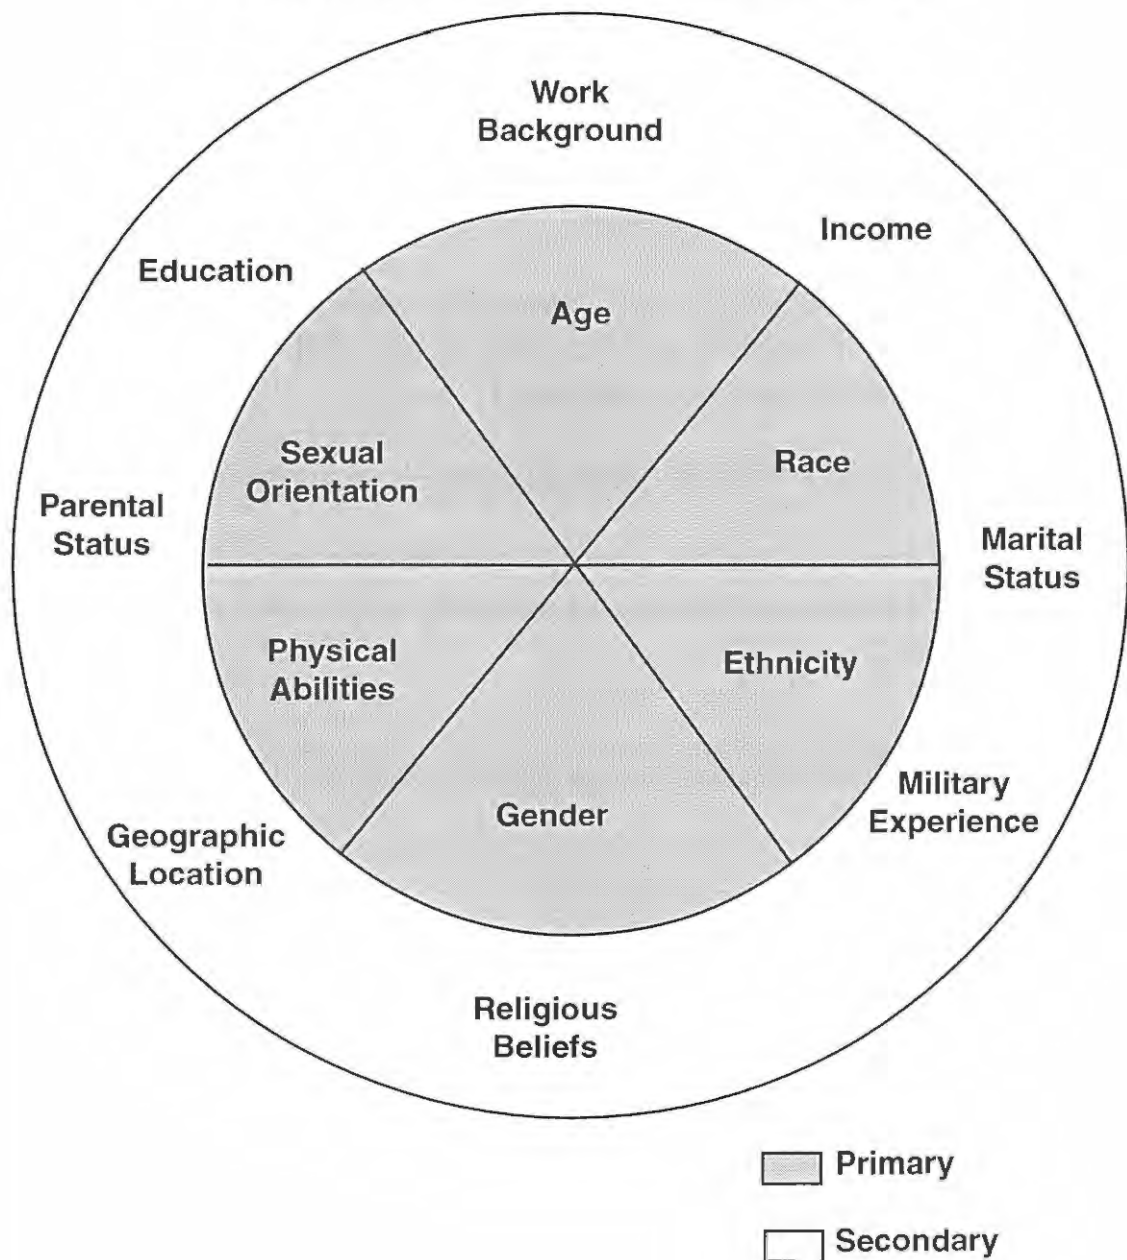 Work
Background
Income
Education
Age
Sexual
Orientation
Race
Parental
Status
Marital
Status
Physical
Abilities
Ethnicity
Gender
Military
Experience
Geographic
Location
Religious
Beliefs
Primary
Secondary